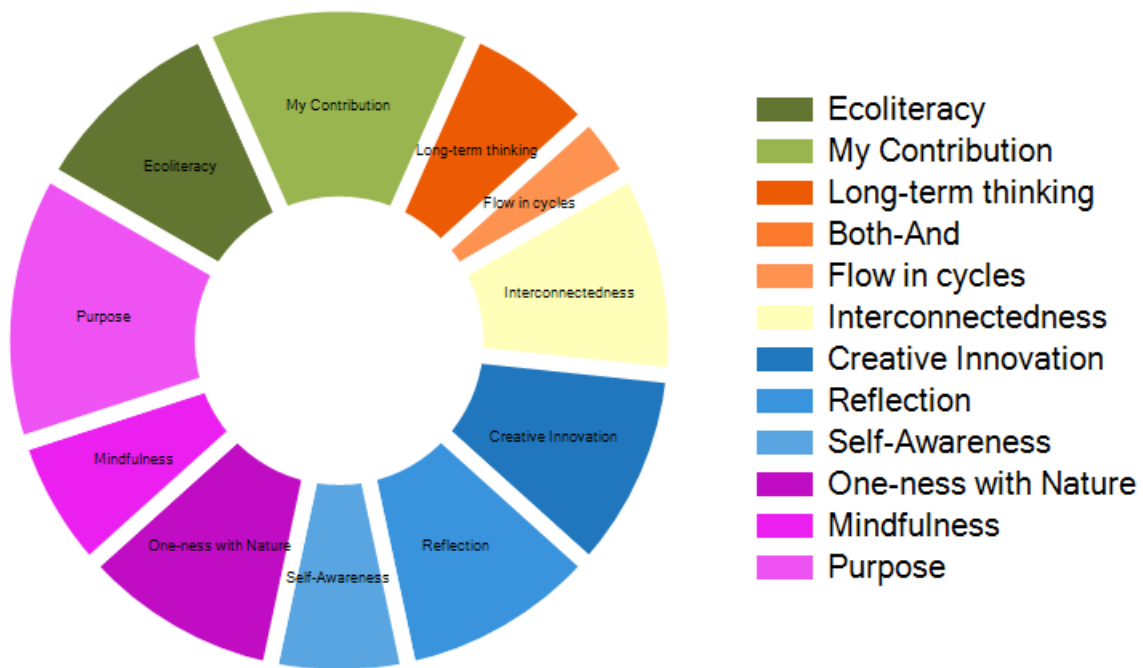 My Contribution
Long-term thinking
Ecoliteracy
Flow in cycles
Interconnectedness
Purpose
Creative Innovation
Mindfulness
One-ness with Nature
Reflection
Self-Awareness
Ecoliteracy
My Contribution
Long-term thinking
Both-And
Flow in cycles
Interconnectedness
Creative Innovation
Reflection
Self-Awareness
One-ness with Nature
Mindfulness
Purpose